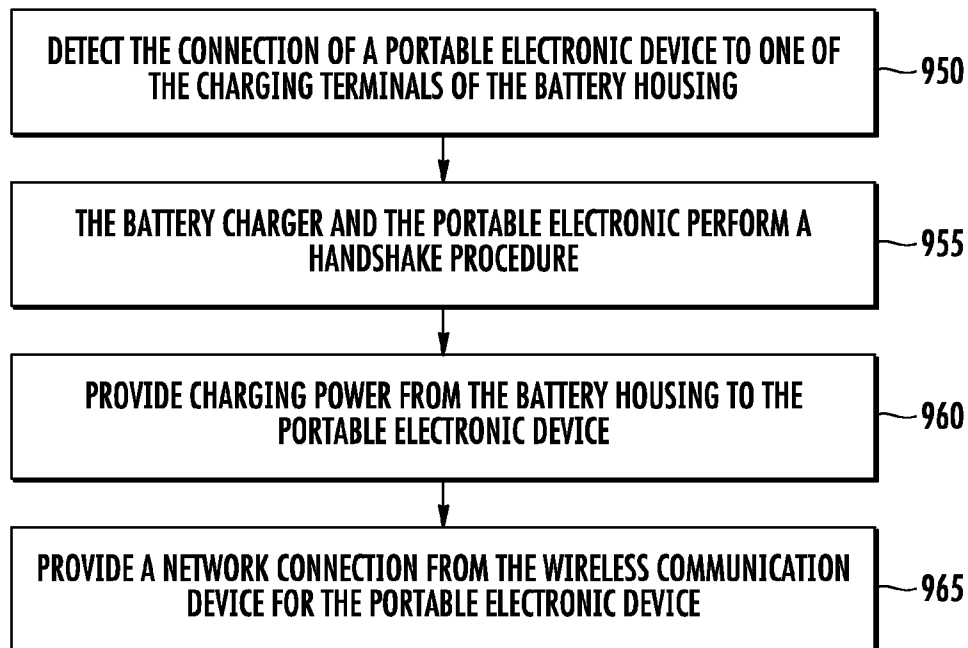 DETECT THE CONNECTION OF A PORTABLE ELECTRONIC DEVICE TO ONE OF
THE CHARGING TERMINALS OF THE BATTERY HOUSING
950
THE BATTERY CHARGER AND THE PORTABLE ELECTRONIC PERFORM A
HANDSHAKE PROCEDURE
955
PROVIDE CHARGING POWER FROM THE BATTERY HOUSING TO THE
PORTABLE ELECTRONIC DEVICE
960
PROVIDE A NETWORK CONNECTION FROM THE WIRELESS COMMUNICATION
DEVICE FOR THE PORTABLE ELECTRONIC DEVICE
965